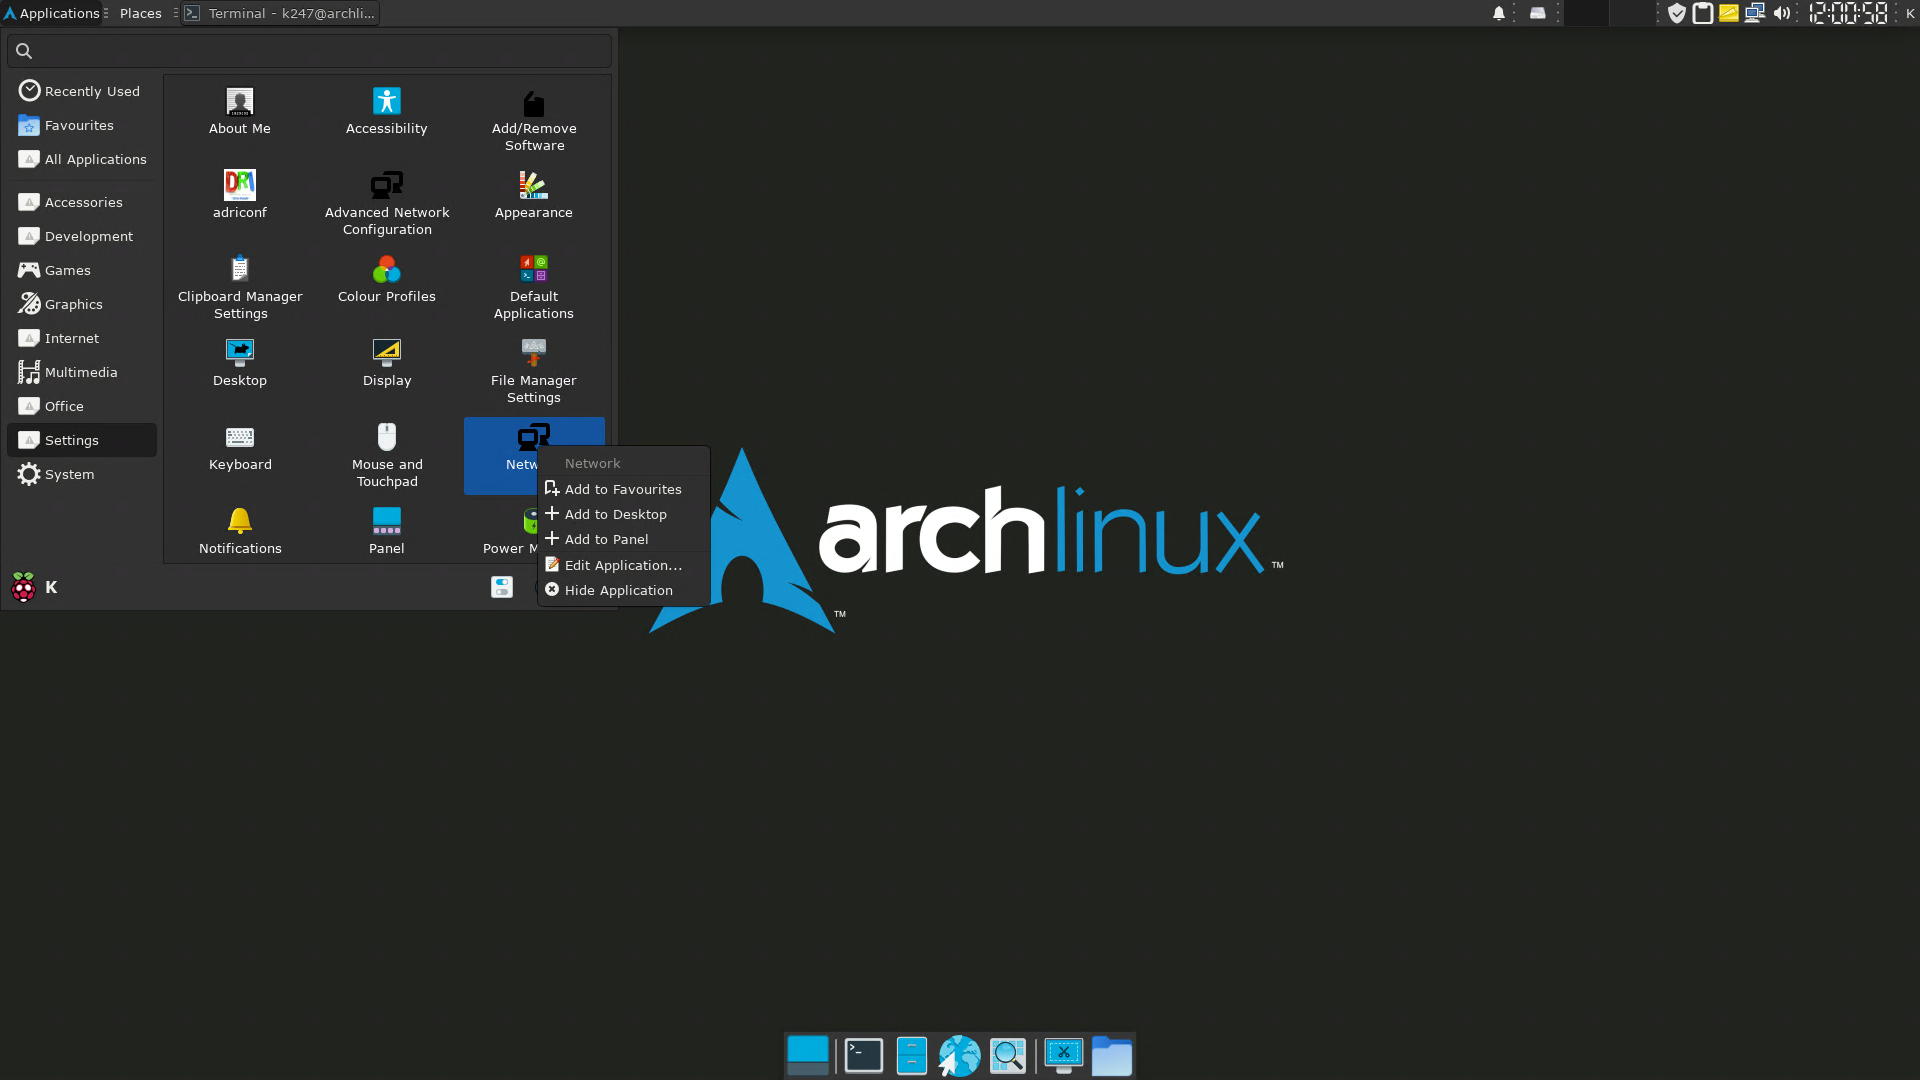 Applications
Places
Terminal - k247@archli...
12:00:58
K
Recently Used
Favourites
All Applications
Accessories
Development
Games
Graphics
Internet
Multimedia
Office
Settings
System
About Me
Accessibility
Add/Remove
Software
DRI
adriconf
Advanced Network
Configuration
Appearance
Clipboard Manager
Settings
Colour Profiles
Default
Applications
Desktop
Display
File Manager
Settings
Keyboard
Mouse and
Touchpad
Netw
Notifications
Panel
Power M
Network
Add to Favourites
Add to Desktop
Add to Panel
Edit Application...
Hide Application
K
archlinux™
™